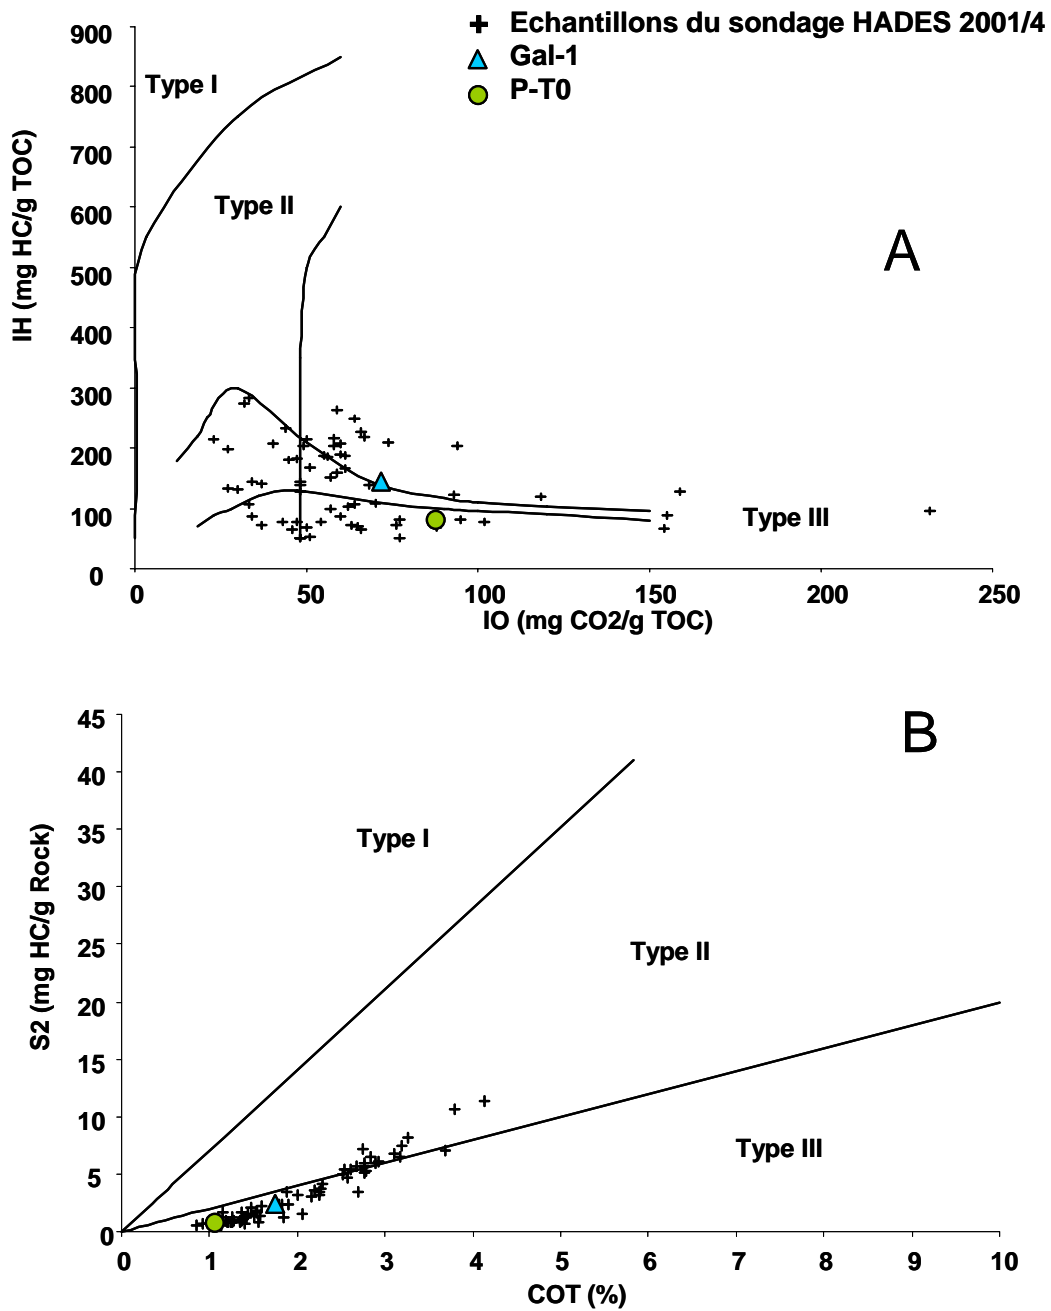 Echantillons du sondage HADES 2001/4
Gal-1
P-T0
900
800
700
600
500
400
300
200
100
0
IH (mg HC/g TOC)
Type I
Type II
A
Type III
0 50 100 150 200 250
IO (mg CO2/g TOC)
B
45
40
35
30
25
20
15
10
5
0
S2 (mg HC/g Rock)
Type I
Type II
Type III
0 1 2 3 4 5 6 7 8 9 10
COT (%)